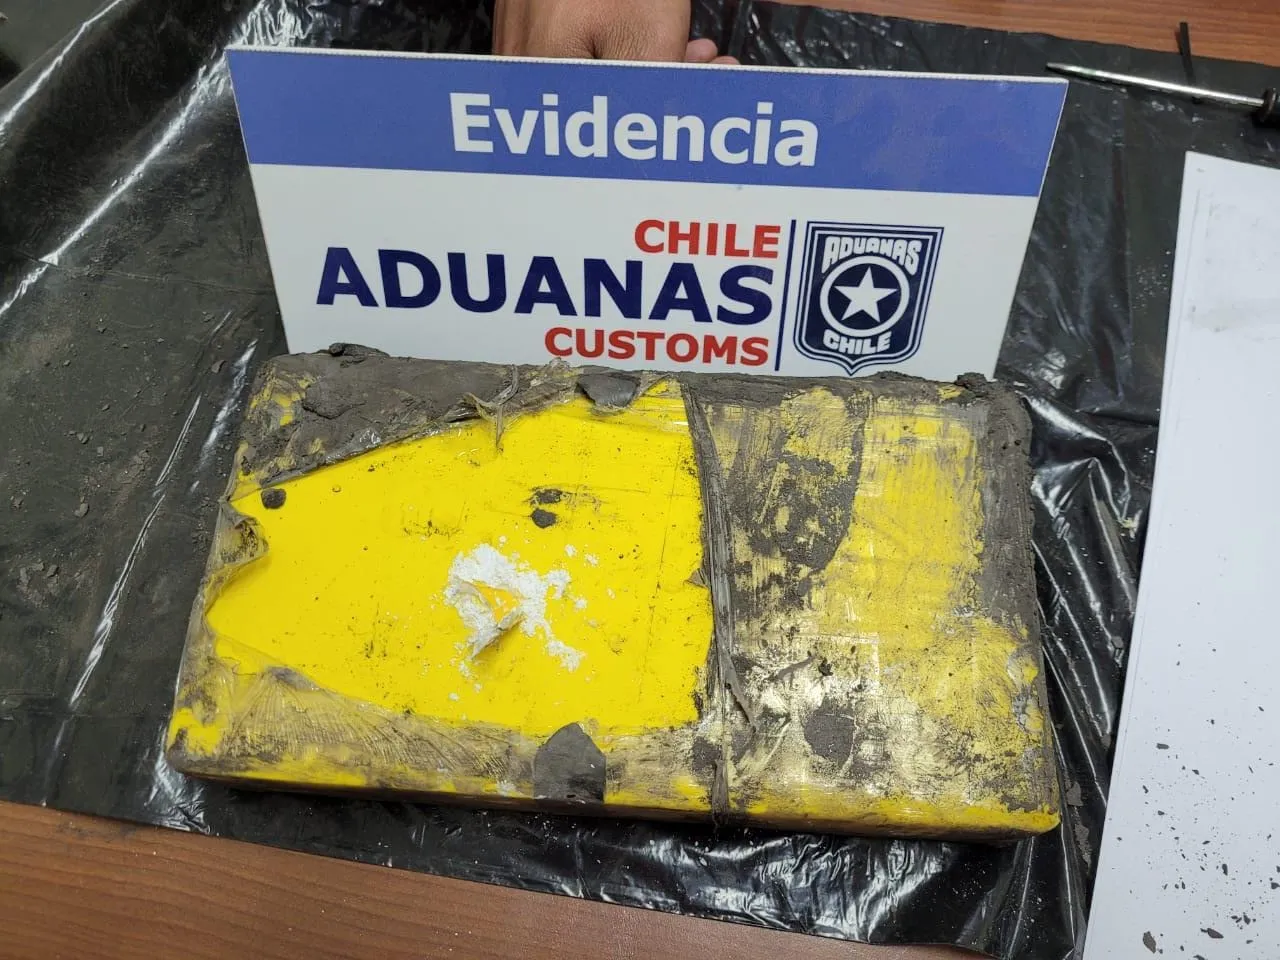 Evidencia
CHILE
ADUANAS
CUSTOMS
ADUANAS
CHILE